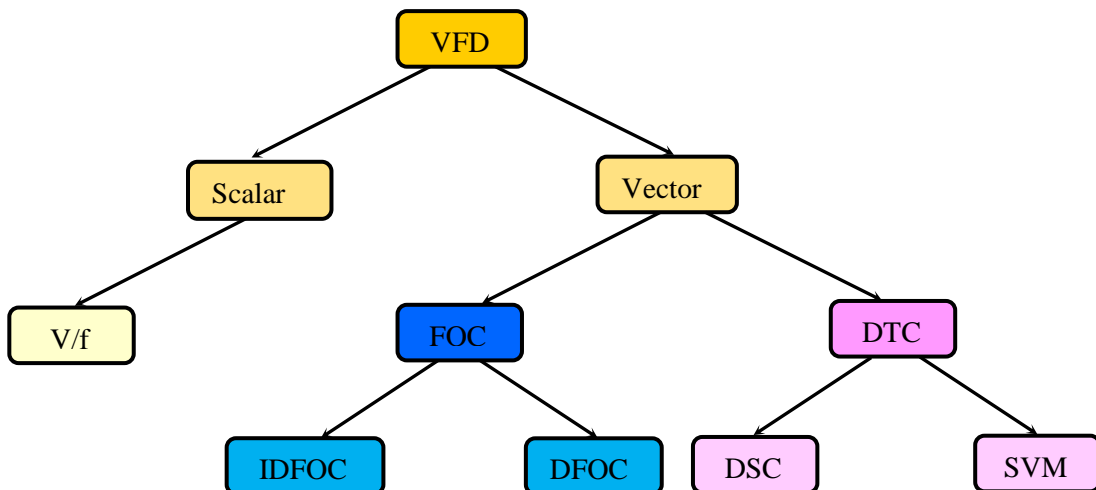 VFD
Scalar
Vector
V/f
FOC
DTC
IDFOC
DFOC
DSC
SVM